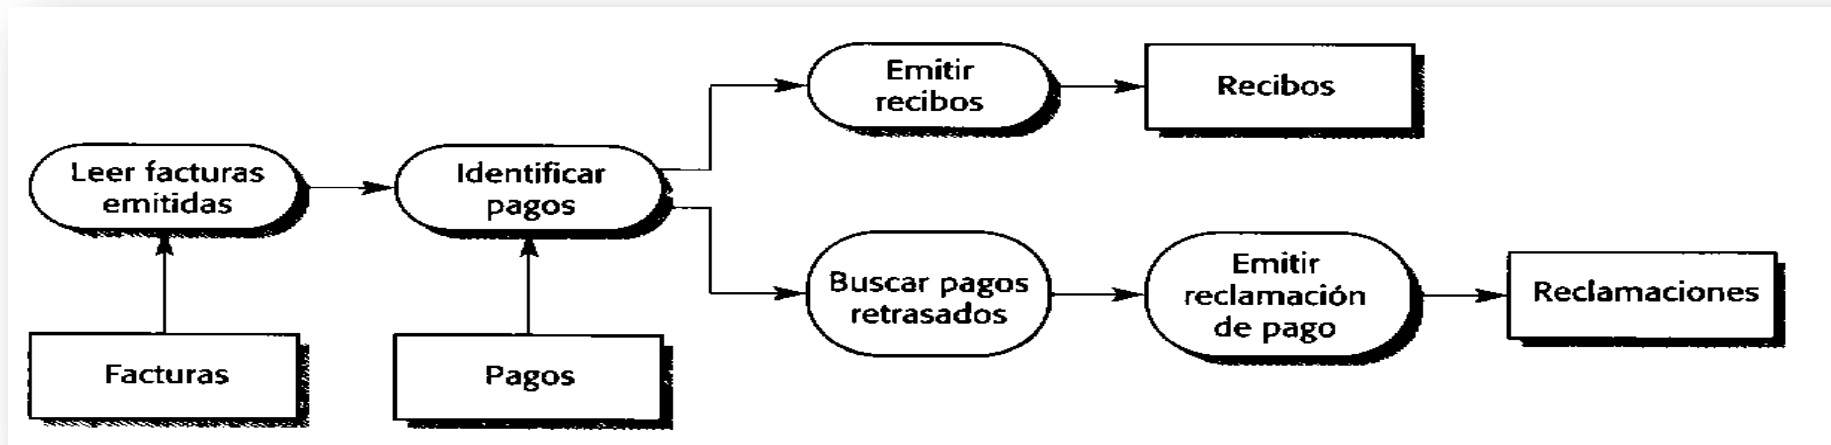 Emitir
recibos
Recibos
Leer facturas
emitidas
Identificar
pagos
Buscar pagos
retrasados
Emitir
reclamación
de pago
Reclamaciones
Facturas
Pagos